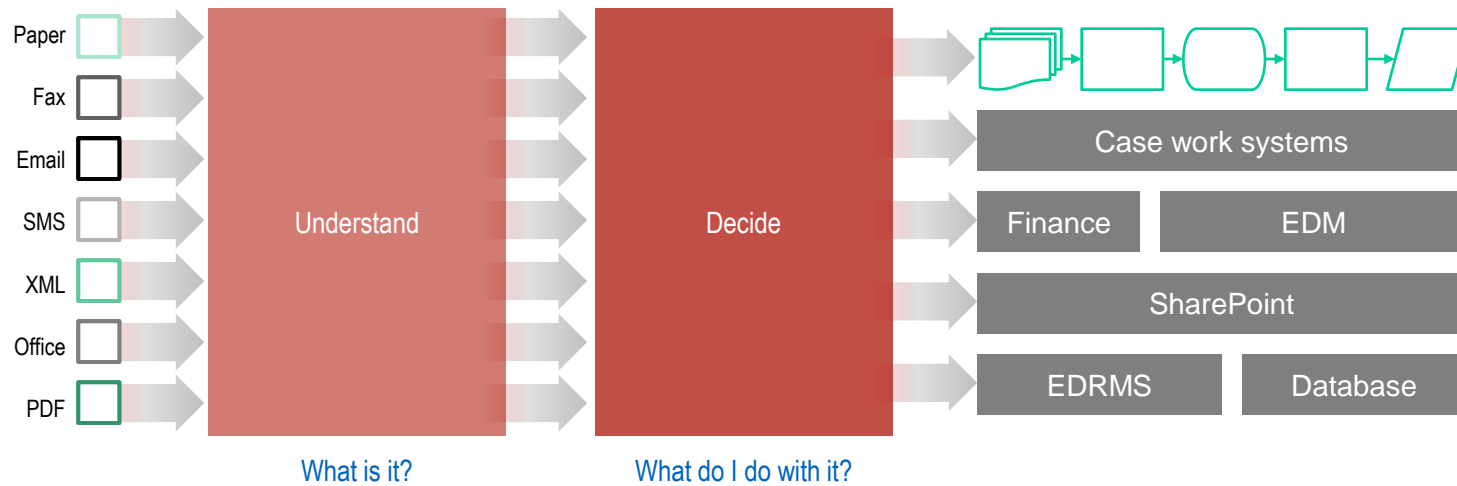 Paper
Fax
Email
SMS
XML
Office
PDF
Understand
What is it?
Decide
What do I do with it?
Case work systems
Finance
EDM
SharePoint
EDRMS
Database